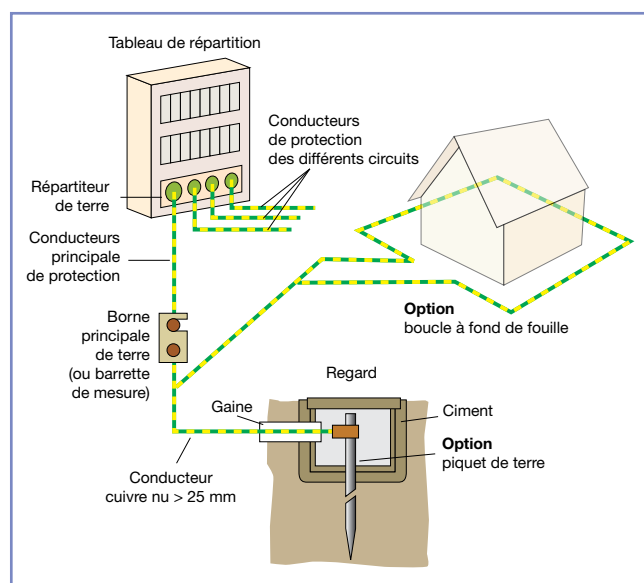 Tableau de répartition
Conducteurs
de protection
des différents circuits
Répartiteur
de terre
Conducteurs
principale
de protection
Option
boucle à fond de fouille
Borne
principale
de terre
(ou barrette
de mesure)
Regard
Gaine
Ciment
Option
piquet de terre
Conducteur
cuivre nu > 25 mm